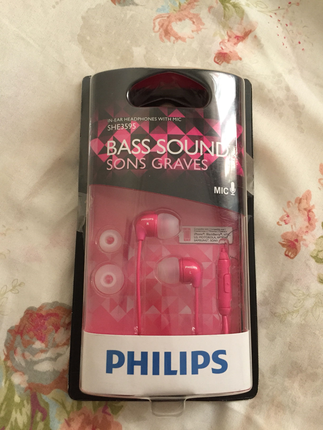 IN-EAR HEADPHONES WITH MIC
SHE3595
BASS SOUND
SONS GRAVES
MIC
PHILIPS